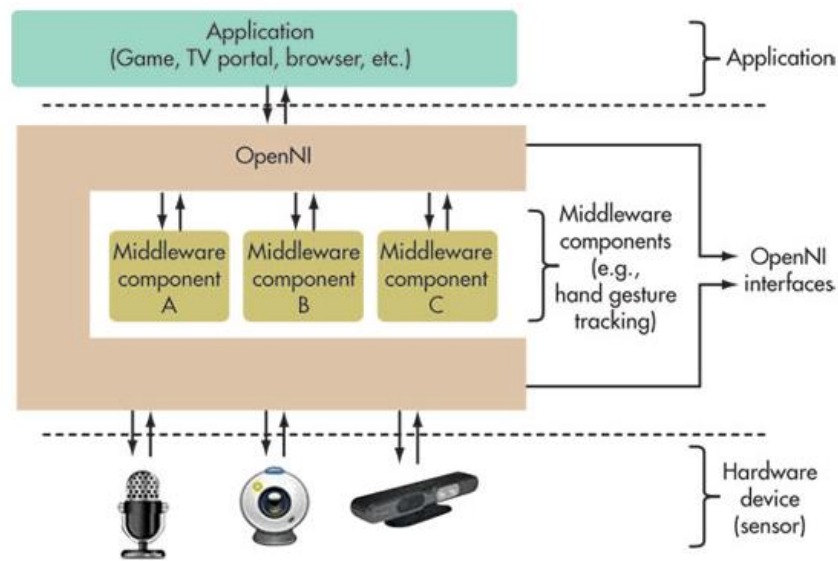 Application
(Game, TV portal, browser, etc.)
Application
OpenNI
Middleware
component
A
Middleware
component
B
Middleware
component
C
Middleware
components
(e.g.,
hand gesture
tracking)
OpenNI
interfaces
Hardware
device
(sensor)